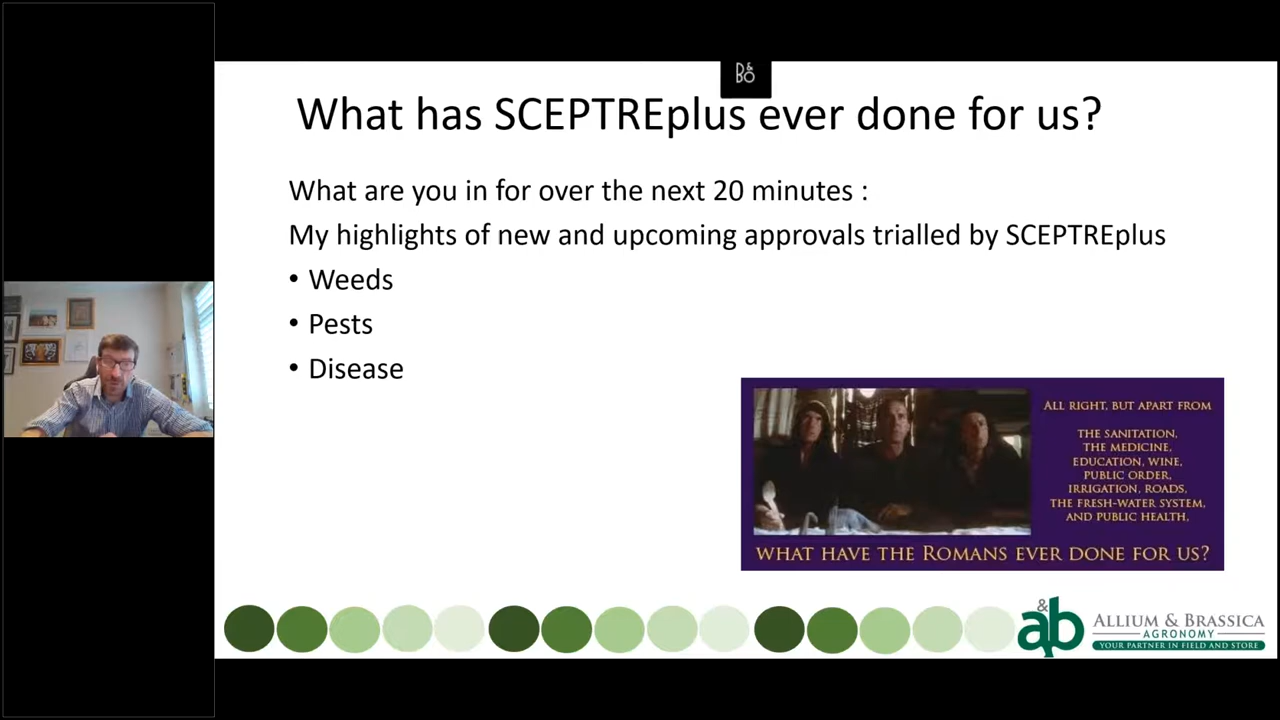 B&O
What has SCEPTREplus ever done for us?
What are you in for over the next 20 minutes :
My highlights of new and upcoming approvals trialled by SCEPTREplus
• Weeds
• Pests
• Disease
ALL RIGHT, BUT APART FROM
THE SANITATION,
THE MEDICINE,
EDUCATION, WINE,
PUBLIC ORDER,
IRRIGATION, ROADS,
THE FRESH-WATER SYSTEM,
AND PUBLIC HEALTH,
WHAT HAVE THE ROMANS EVER DONE FOR US?
a&b
ALLIUM & BRASSICA
AGRONOMY
YOUR PARTNER IN FIELD AND STORE